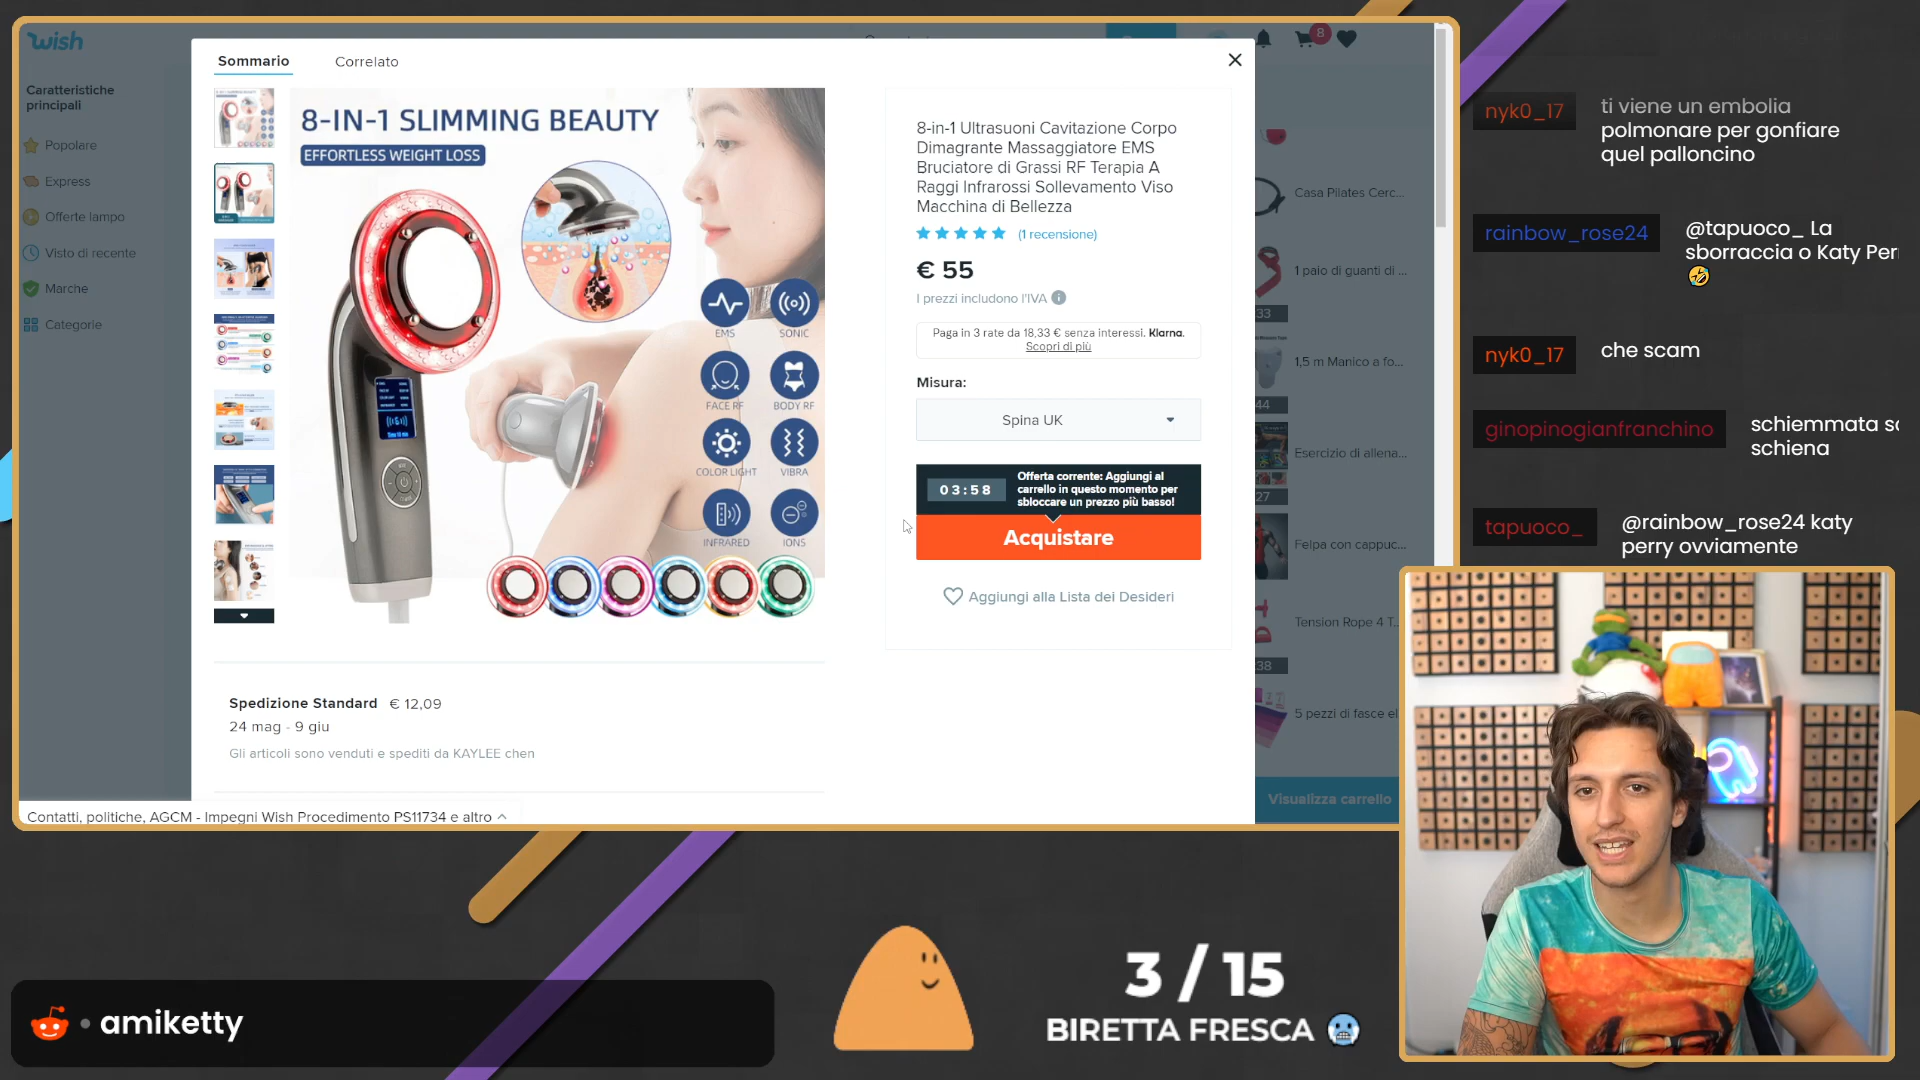 wish
8
Caratteristiche
principali
Popolare
Express
Offerte lampo
Visto di recente
Marche
Categorie
Sommario
Correlato
8-IN-1 SLIMMING BEAUTY
EFFORTLESS WEIGHT LOSS
EMS
SONIC
FACE RF
BODY RF
COLOR LIGHT
VIBRA
INFRARED
IONS
8-in-1 Ultrasuoni Cavitazione Corpo
Dimagrante Massaggiatore EMS
Bruciatore di Grassi RF Terapia A
Raggi Infrarossi Sollevamento Viso
Macchina di Bellezza
(1 recensione)
€ 55
I prezzi includono l'IVA
Paga in 3 rate da 18,33 € senza interessi. Klarna.
Scopri di più
Misura:
Spina UK
03:58
Offerta corrente: Aggiungi al
carrello in questo momento per
sbloccare un prezzo più basso!
Acquistare
Aggiungi alla Lista dei Desideri
Spedizione Standard € 12,09
24 mag - 9 giu
Gli articoli sono venduti e spediti da KAYLEE chen
Contatti, politiche, AGCM - Impegni Wish Procedimento PS11734 e altro
Casa Pilates Cerc...
1 paio di guanti di ...
33
1,5 m Manico a fo...
44
Esercizio di allena...
27
Felpa con cappuc...
Tension Rope 4 T...
38
5 pezzi di fasce el
Visualizza carrello
nyk0_17 ti viene un embolia
polmonare per gonfiare
quel palloncino
rainbow_rose24 @tapuoco_ La
sborraccia o Katy Per
nyk0_17 che scam
ginopinogianfranchino schiemmata s
schiena
tapuoco_ @rainbow_rose24 katy
perry ovviamente
amiketty
3 / 15
BIRETTA FRESCA